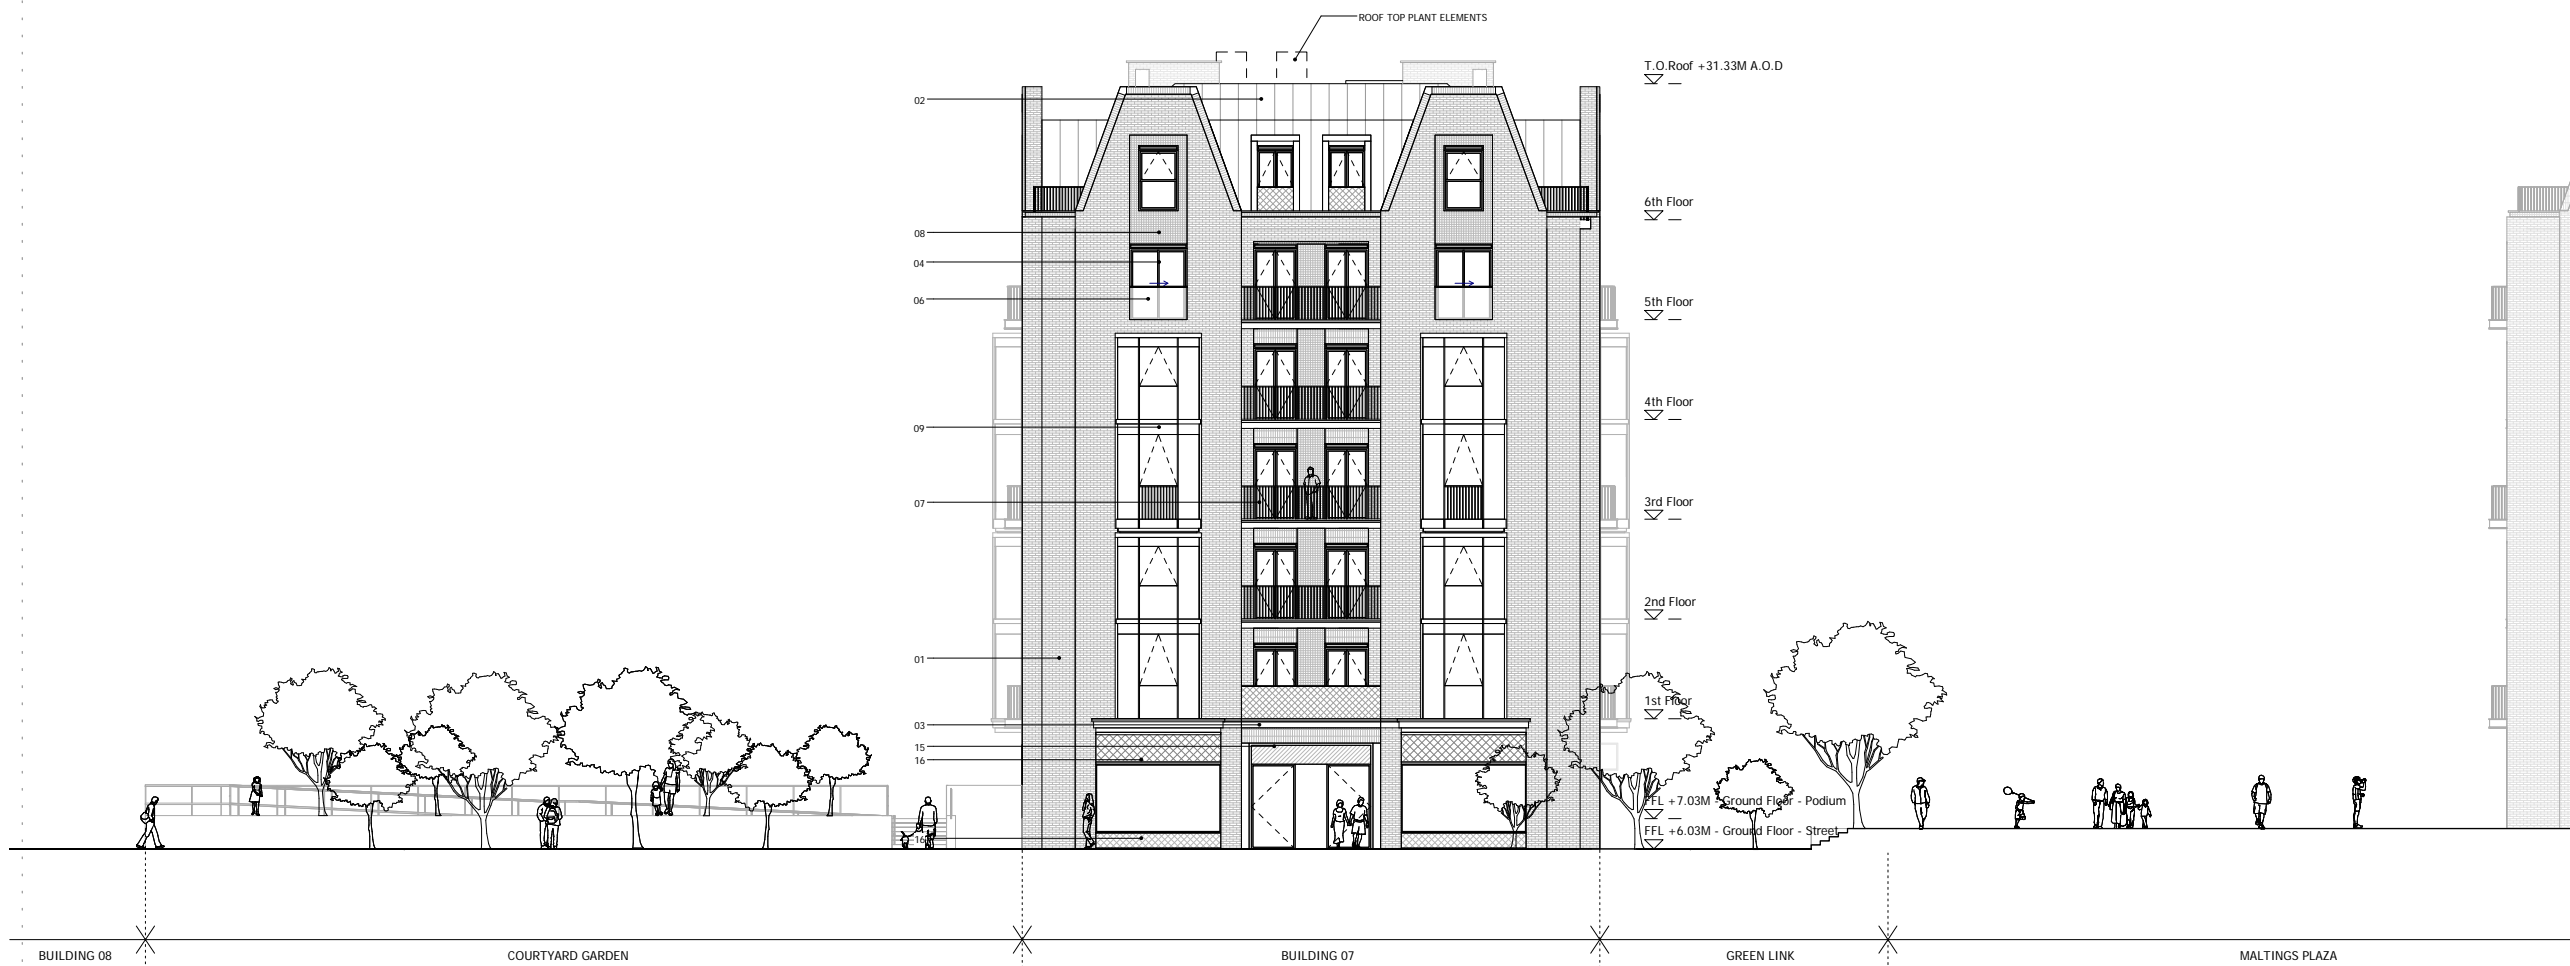 ROOF TOP PLANT ELEMENTS
T.O.Roof +31.33M A.O.D
02
6th Floor
08
04
06
5th Floor
4th Floor
09
07
3rd Floor
2nd Floor
01
1st Floor
03
15
16
FFL +7.03M - Ground Floor - Podium
FFL +6.03M - Ground Floor - Street
16
BUILDING 08
COURTYARD GARDEN
BUILDING 07
GREEN LINK
MALTINGS PLAZA